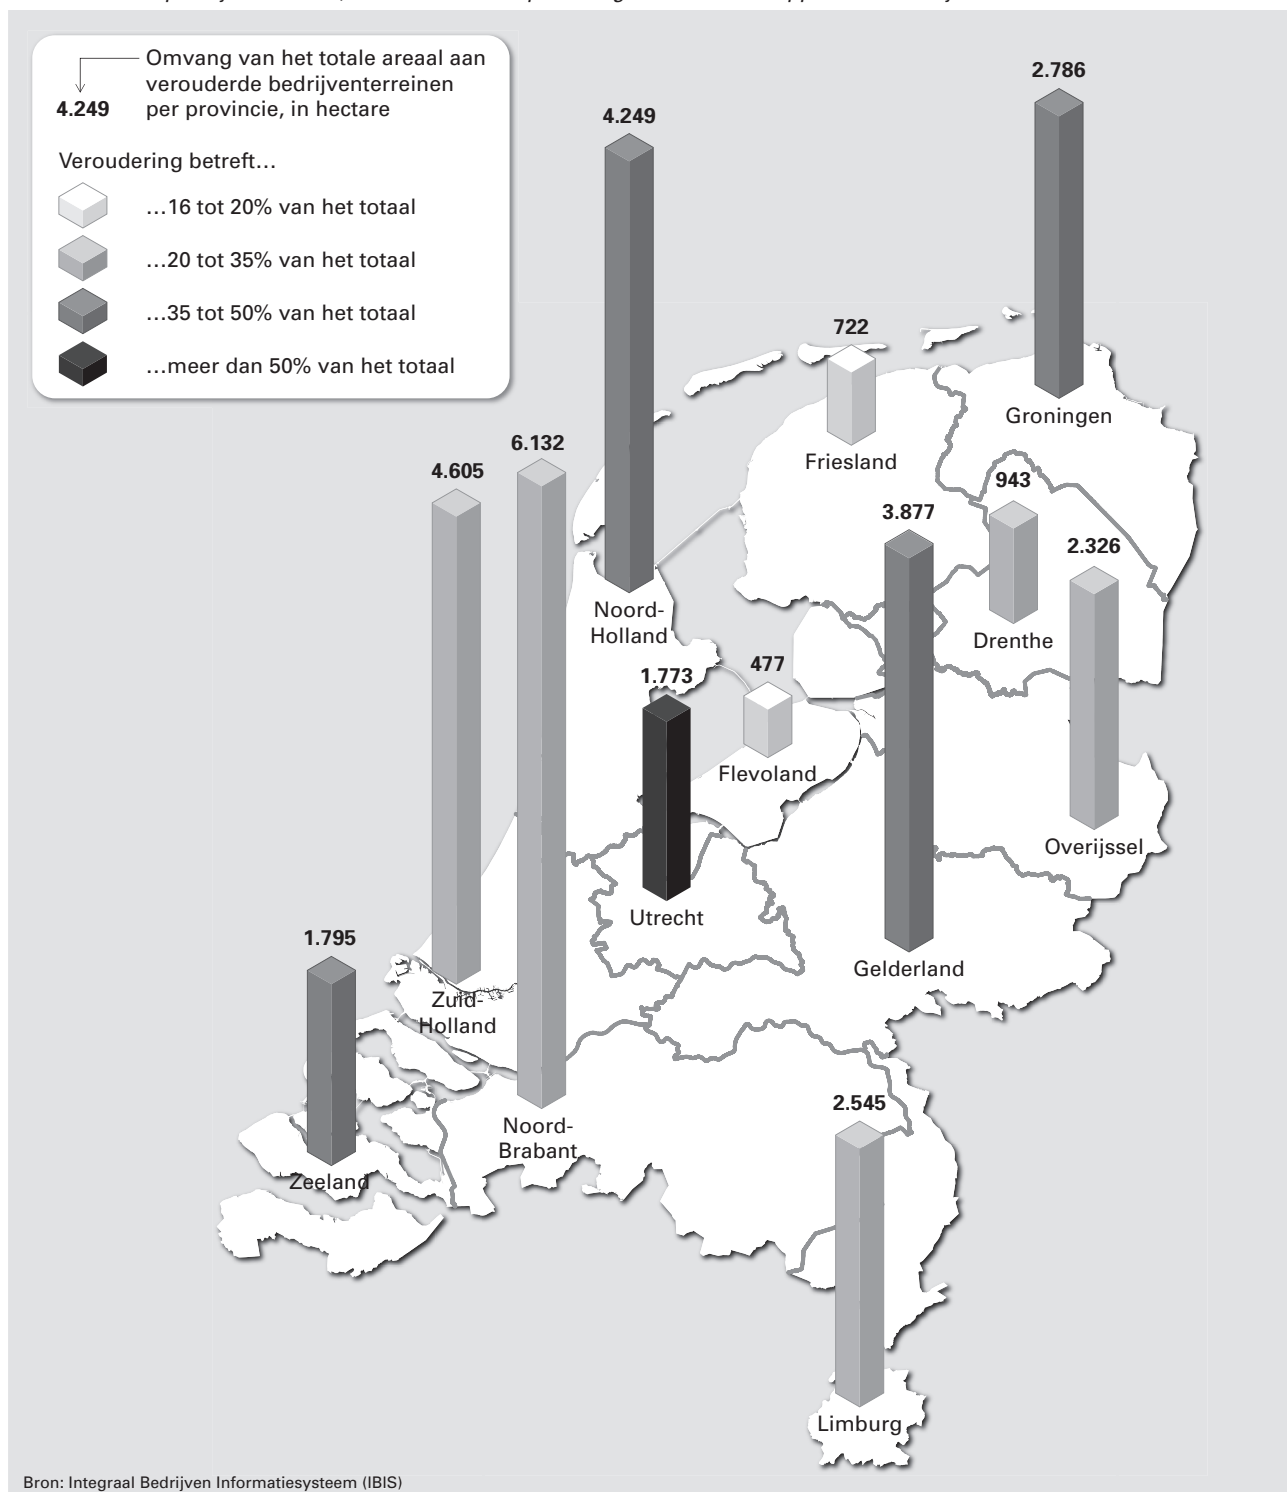 Omvang van het totale areaal aan
verouderde bedrijventerreinen
4.249 per provincie, in hectare
Veroudering betreft…
…16 tot 20% van het totaal
…20 tot 35% van het totaal
…35 tot 50% van het totaal
…meer dan 50% van het totaal
2.786
Groningen
4.249
Noord-
Holland
722
Friesland
943
Drenthe
2.326
Overijssel
3.877
Gelderland
477
Flevoland
1.773
Utrecht
6.132
Noord-
Brabant
4.605
Zuid-
Holland
1.795
Zeeland
2.545
Limburg
Bron: Integraal Bedrijven Informatiesysteem (IBIS)